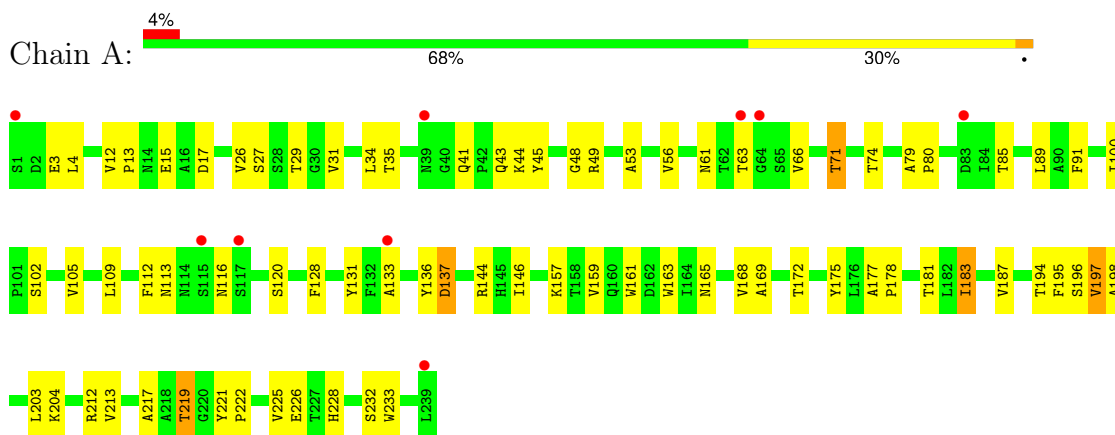 4%
Chain A:
68% 30% •
S1 D2 E3 L4 V12 P13 N14 E15 A16 D17 V26 S27 S28 T29 G30 V31 L34 T35 N39 G40 Q41 P42 Q43 K44 Y45 G48 R49 A53 V56 N61 T62 T63 G64 S65 V66 T71 T74 A79 P80 D83 I84 T85 L89 A90 F91 I100
P101 S102 V105 L109 F112 N113 N114 S115 N116 S117 S120 F128 Y131 F132 A133 Y136 D137 R144 H145 I146 K157 T158 V159 Q160 W161 D162 W163 I164 N165 V168 A169 T172 Y175 L176 A177 P178 T181 L182 I183 V187 T194 F195 S196 V197 A198
L203 K204 R212 V213 A217 A218 T219 G220 Y221 P222 V225 E226 T227 H228 S232 W233 L239